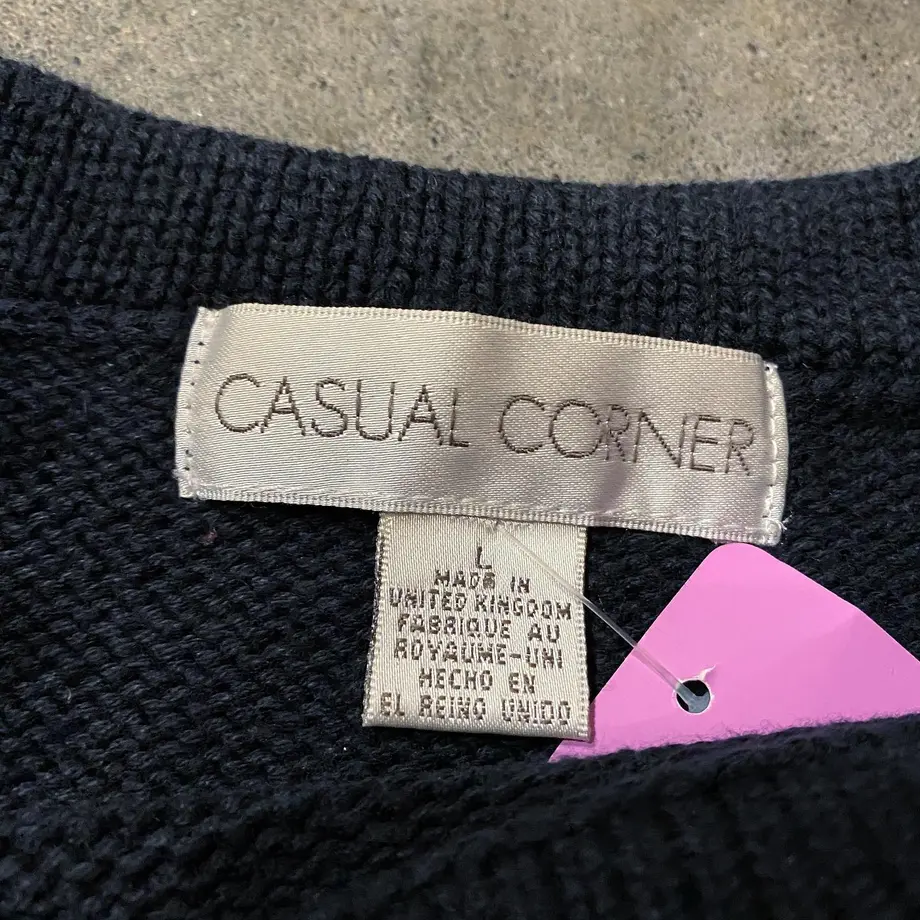 CASUAL CORNER
L
MADE IN
UNITED KINGDOM
FABRIQUE AU
ROYAUME-UNI
HECHO EN
EL REINO UNIDO